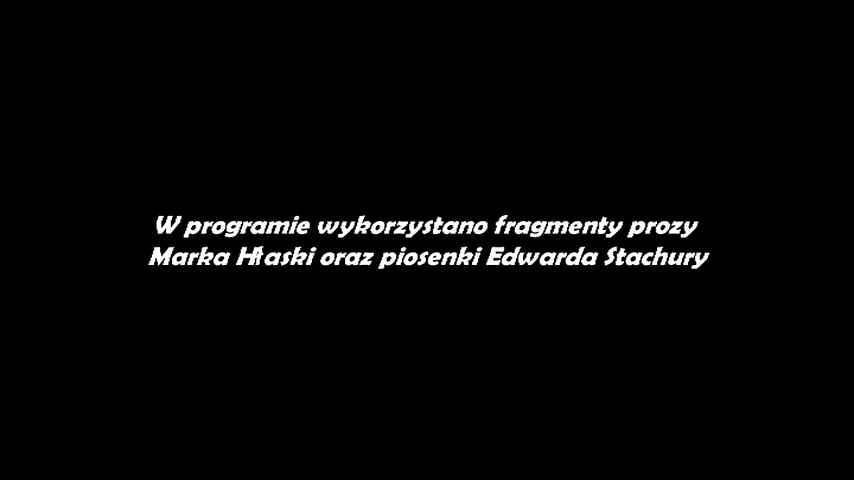 W programie wykorzystano fragmenty prozy
Marka Hłaski oraz piosenki Edwarda Stachury